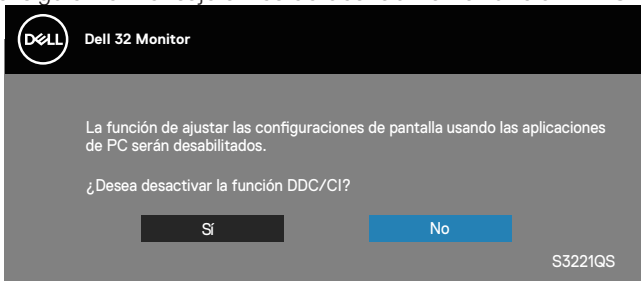 DELL
Dell 32 Monitor
La función de ajustar las configuraciones de pantalla usando las aplicaciones
de PC serán desabilitados.
¿Desea desactivar la función DDC/CI?
Sí
No
S3221QS